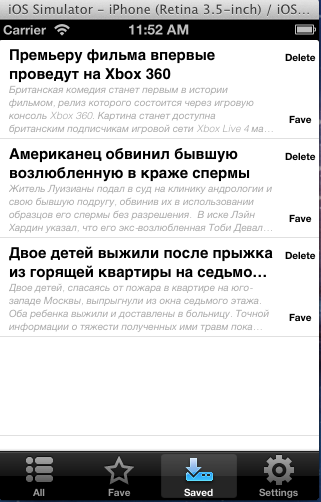 iOS Simulator - iPhone (Retina 3.5-inch) / iOS...
Carrier 11:52 AM
Премьеру фильма впервые
проведут на Xbox 360
Delete
Британская комедия станет первым в истории
фильмом, релиз которого состоится через игровую
консоль Xbox 360. Картина станет доступна
британским подписчикам игровой сети Xbox Live 4 ма...
Fave
Американец обвинил бывшую
возлюбленную в краже спермы
Delete
Житель Луизианы подал в суд на клинику андрологии и
свою бывшую подругу, обвинив их в использовании
образцов его спермы без разрешения. В иске Лэйн
Хардин указал, что его экс-возлюбленная Тоби Девал...
Fave
Двое детей выжили после прыжка
из горящей квартиры на седьмо...
Delete
Двое детей, спасаясь от пожара в квартире на юго-
западе Москвы, выпрыгнули из окна седьмого этажа.
Оба ребенка выжили и доставлены в больницу. Точной
информации о тяжести полученных ими травм пока...
Fave
All Fave Saved Settings